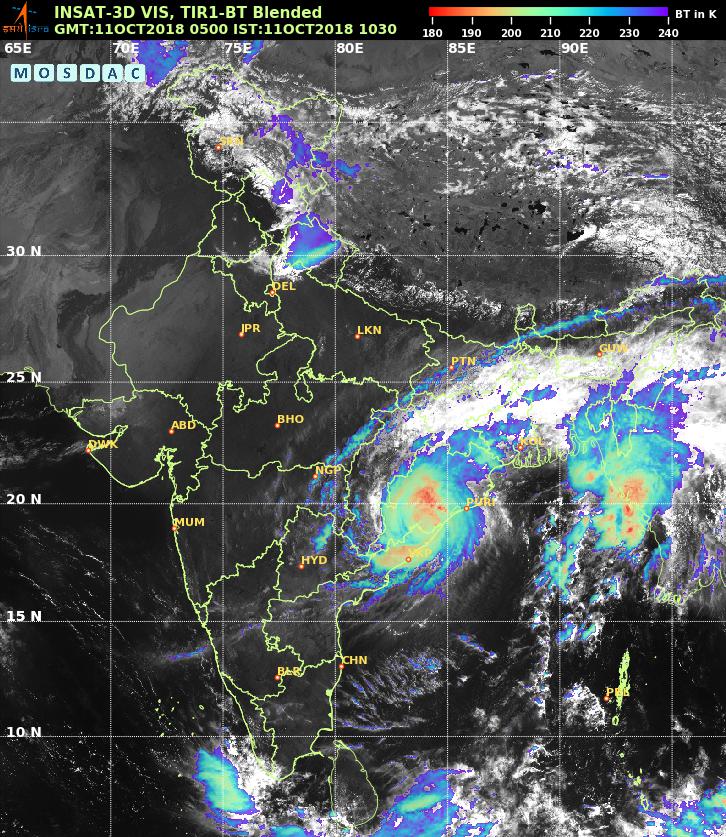 INSAT-3D VIS, TIR1-BT Blended
GMT:11OCT2018 0500 IST:11OCT2018 1030
BT in K
180 190 200 210 220 230 240
65E 70E 75E 80E 85E 90E
MOSDAC
SRN
30 N
DEL
JPR LKN
GUW
PTN
25 N
BHO
ABD
DWK KOL
NGP
20 N PURI
MUM
VKP
HYD
15 N
CHN
BLR
PBL
10 N